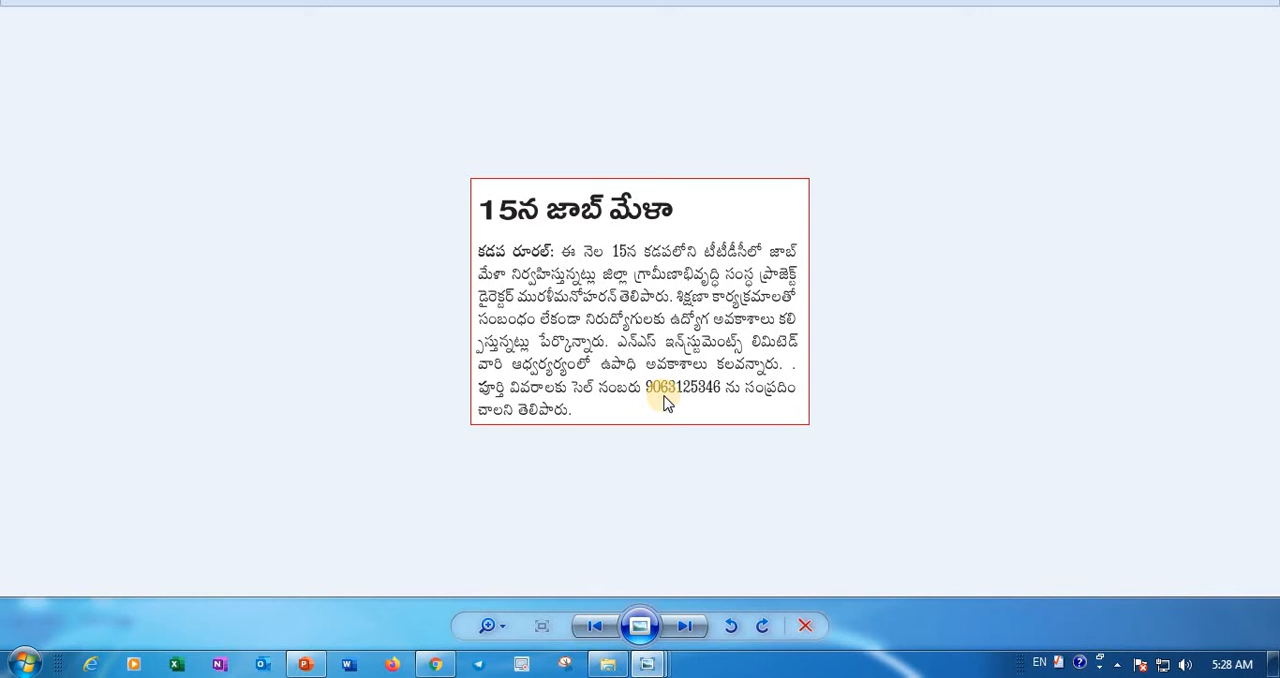 15న జాబ్ మేళా
కడప రూరల్: ఈ నెల 15న కడపలోని టీటీడీసీలో జాబ్
మేళా నిర్వహిస్తున్నట్లు జిల్లా గ్రామీణాభివృద్ధి సంస్థ ప్రాజెక్ట్
డైరెక్టర్ మురళీమనోహరన్ తెలిపారు. శిక్షణా కార్యక్రమాలతో
సంబంధం లేకండా నిరుద్యోగులకు ఉద్యోగ అవకాశాలు కలి
్పస్తున్నట్లు పేర్కొన్నారు. ఎన్ఎస్ ఇన్‌స్ట్రుమెంట్స్ లిమిటెడ్
వారి ఆధ్వర్యర్యంలో ఉపాధి అవకాశాలు కలవన్నారు. .
పూర్తి వివరాలకు సెల్ నంబరు 9063125346 ను సంప్రదిం
చాలని తెలిపారు.
EN
5:28 AM